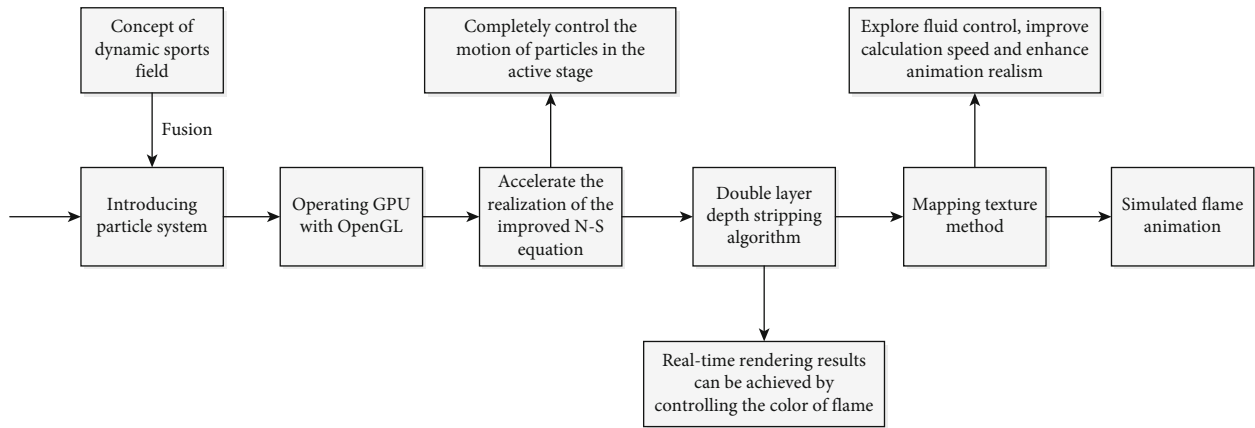 Concept of
dynamic sports
field
Completely control the
motion of particles in the
active stage
Explore fluid control, improve
calculation speed and enhance
animation realism
Fusion
Introducing
particle system
Operating GPU
with OpenGL
Accelerate the
realization of the
improved N-S
equation
Double layer
depth stripping
algorithm
Mapping texture
method
Simulated flame
animation
Real-time rendering results
can be achieved by
controlling the color of flame